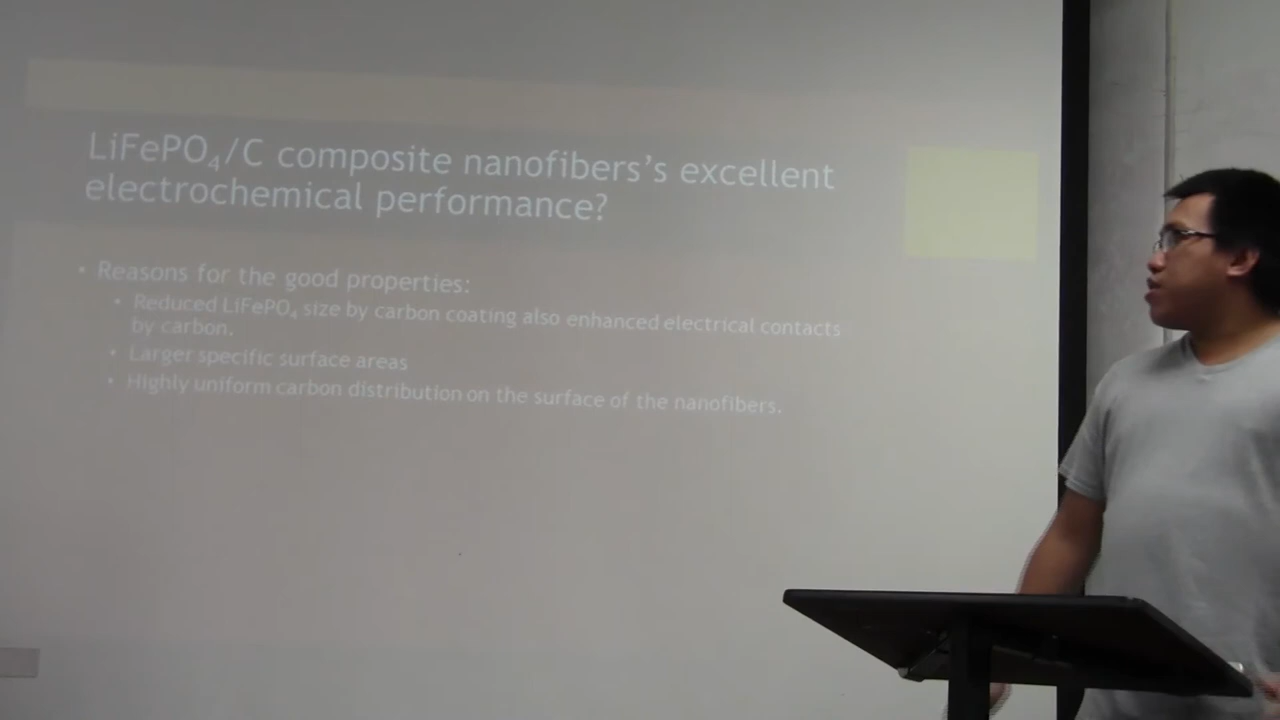 LiFePO₄/C composite nanofibers's excellent
electrochemical performance?
• Reasons for the good properties:
• Reduced LiFePO₄ size by carbon coating also enhanced electrical contacts
by carbon.
• Larger specific surface areas
• Highly uniform carbon distribution on the surface of the nanofibers.